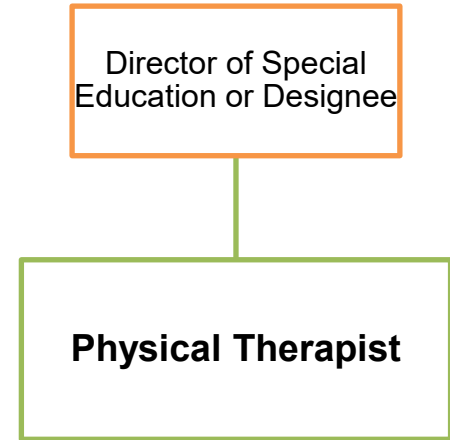 Director of Special
Education or Designee
Physical Therapist